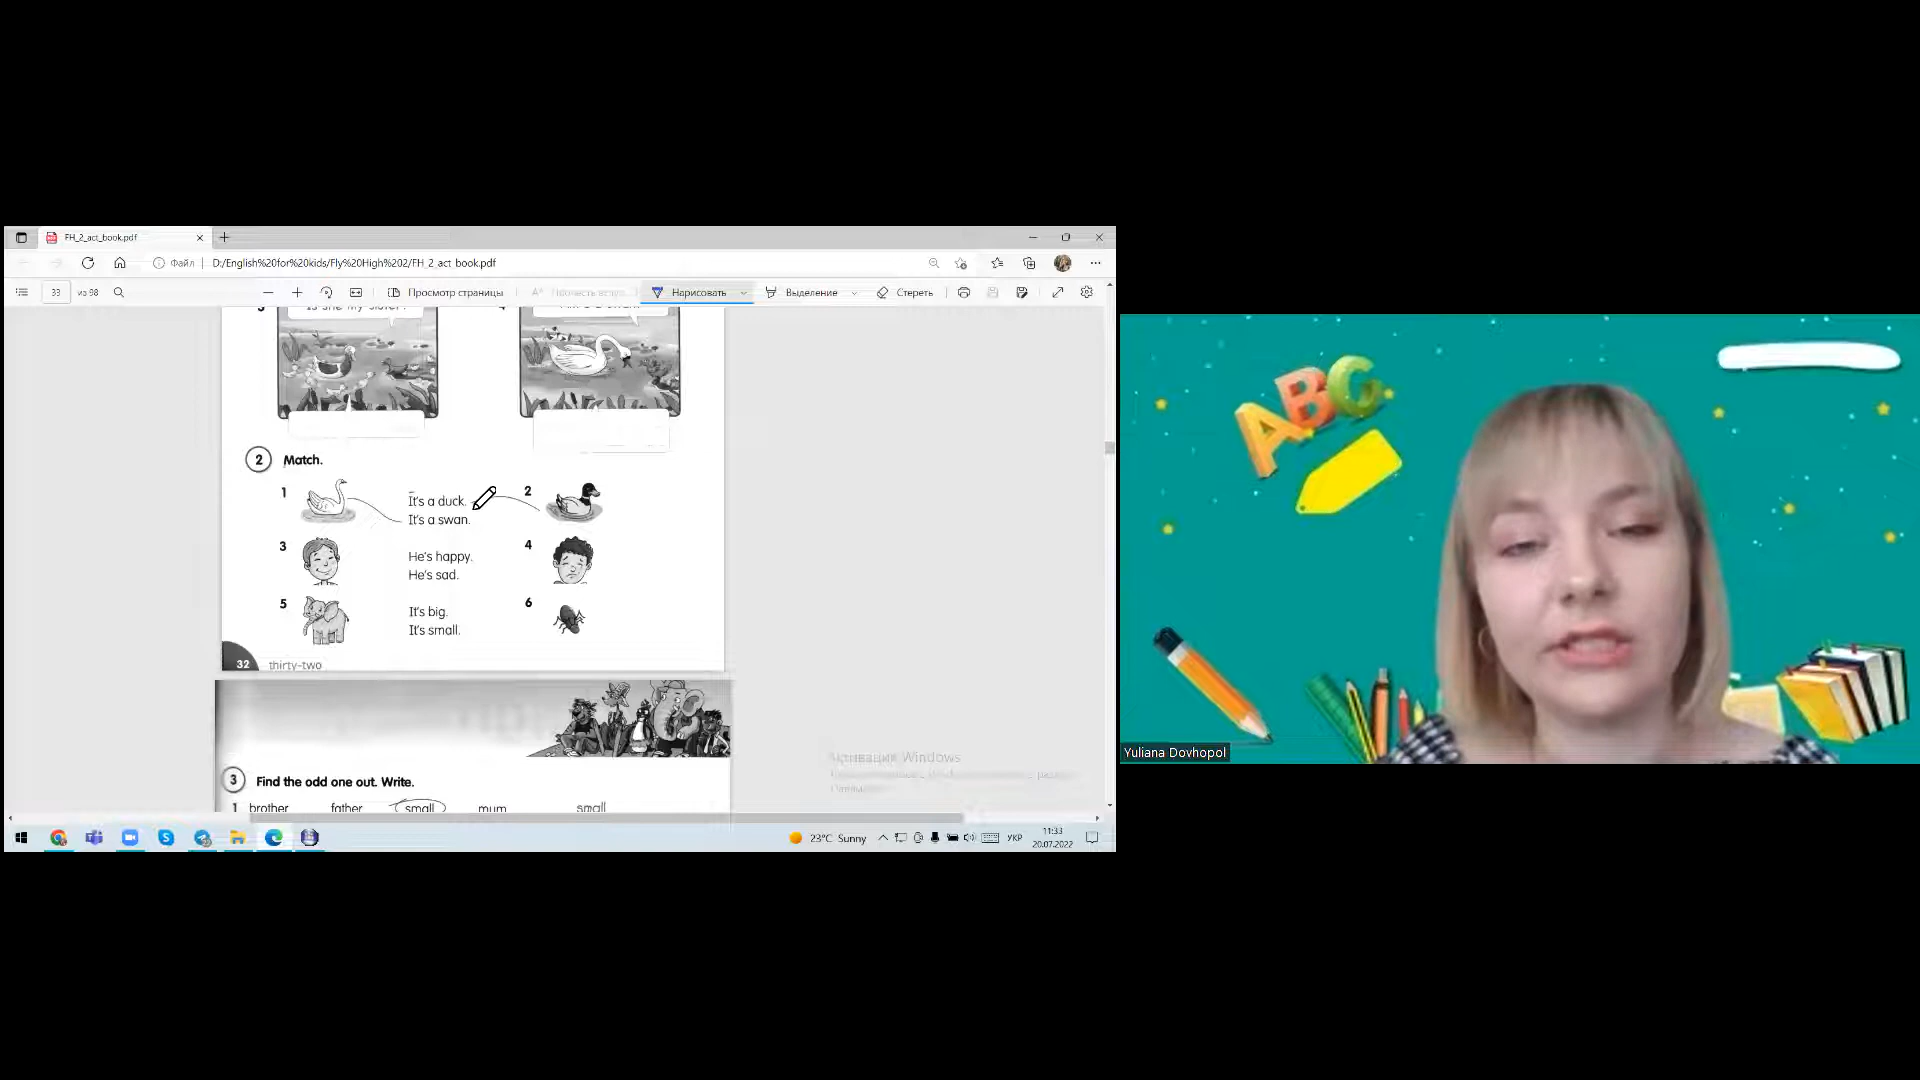 FH_2_act_book.pdf
Файл
D:/English%20for%20kids/Fly%20High%202/FH_2_act book.pdf
33 из 98
Просмотр страницы
Нарисовать
Выделение
Стереть
2 Match.
1
It's a duck.
It's a swan.
2
3
He's happy.
He's sad.
4
5
It's big.
It's small.
6
32 thirty-two
3 Find the odd one out. Write.
1 brother father small mum small
Активация Windows
23°C Sunny
УКР
11:33
20.07.2022
ABC
Yuliana Dovhopol